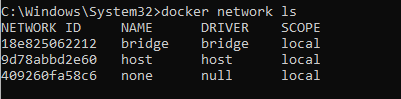 C:\Windows\System32>docker network ls
NETWORK ID     NAME      DRIVER    SCOPE
18e825062212   bridge    bridge    local
9d78abbd2e60   host      host      local
409260fa58c6   none      null      local